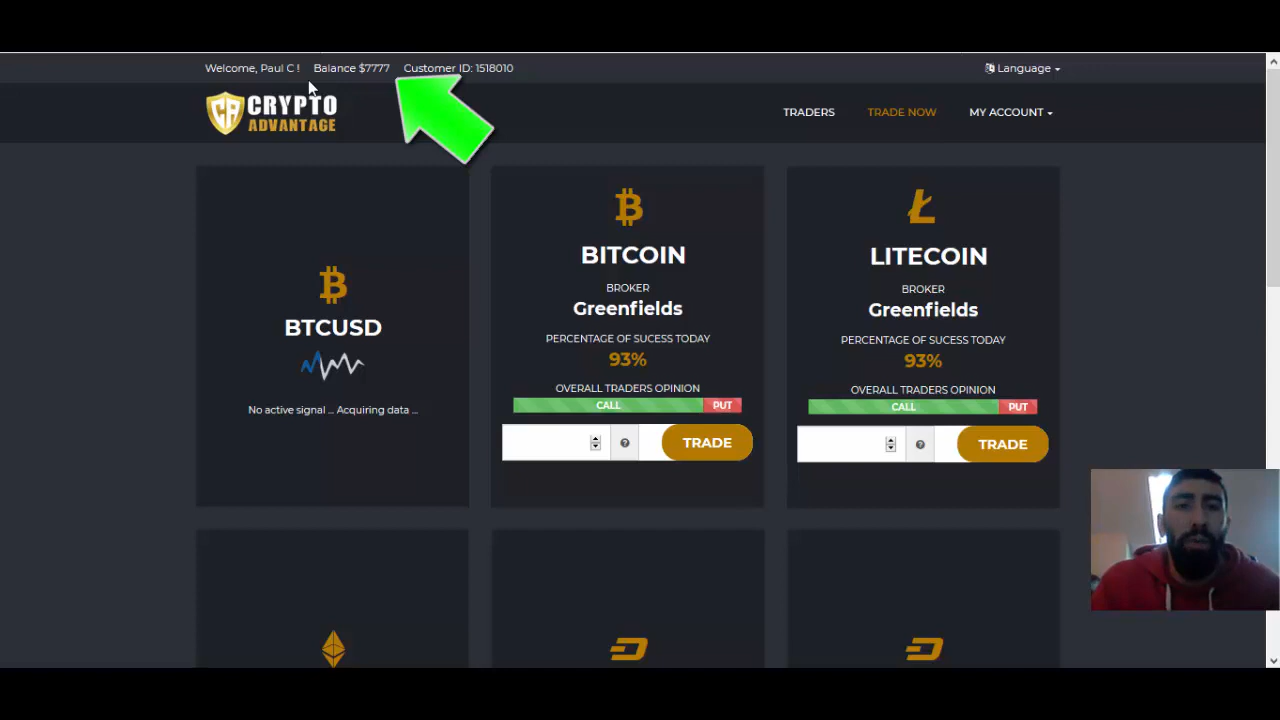 Welcome, Paul C !  Balance $7777  Customer ID: 1518010  Language
CRYPTO
ADVANTAGE
TRADERS  TRADE NOW  MY ACCOUNT
BTCUSD
No active signal ... Acquiring data ...
BITCOIN
BROKER
Greenfields
PERCENTAGE OF SUCESS TODAY
93%
OVERALL TRADERS OPINION
CALL  PUT
TRADE
LITECOIN
BROKER
Greenfields
PERCENTAGE OF SUCESS TODAY
93%
OVERALL TRADERS OPINION
CALL  PUT
TRADE